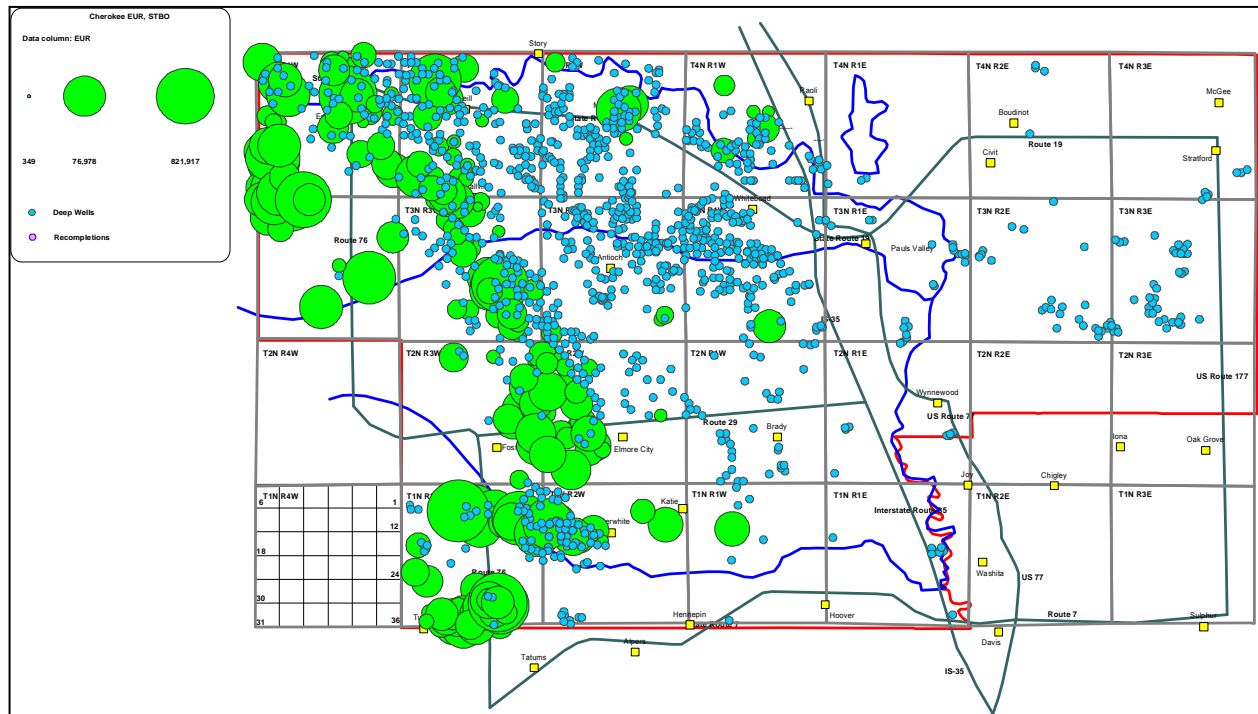 Cherokee EUR, STBO
Data column: EUR
349
76,978
821,917
Deep Wells
Recompletions
Story
T4N R1W
T4N R1E
T4N R2E
T4N R3E
Paoli
McGee
Boudinot
Route 19
Civit
Stratford
Whitebead
T3N R1E
T3N R2E
T3N R3E
Route 76
State Route 19
Pauls Valley
Antioch
IS-35
T2N R4W
T2N R3W
T2N R1E
T2N R2E
T2N R3E
US Route 177
Wynnewood
US Route 7
Route 29
Brady
Elmore City
Iona
Oak Grove
Joy
Chigley
T1N R4W
T1N R1W
T1N R1E
T1N R2E
T1N R3E
6
1
Katie
Interstate Route 35
12
18
Washita
24
Route 76
US 77
30
31
36
Hennepin
Hoover
Route 7
Sulphur
Davis
Alpers
Tatums
IS-35